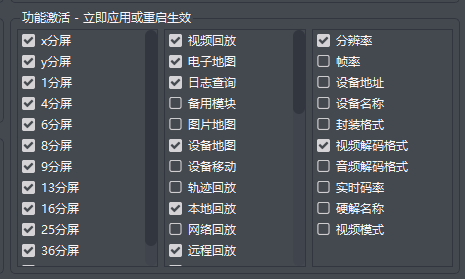 功能激活 - 立即应用或重启生效
x分屏
y分屏
1分屏
4分屏
6分屏
8分屏
9分屏
13分屏
16分屏
25分屏
36分屏
视频回放
电子地图
日志查询
备用模块
图片地图
设备地图
设备移动
轨迹回放
本地回放
网络回放
远程回放
分辨率
帧率
设备地址
设备名称
封装格式
视频解码格式
音频解码格式
实时码率
硬解名称
视频模式